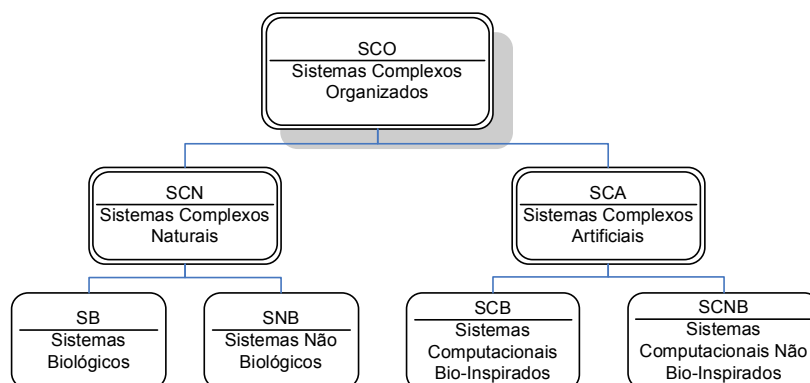 SCO
Sistemas Complexos
Organizados
SCN
Sistemas Complexos
Naturais
SCA
Sistemas Complexos
Artificiais
SB
Sistemas
Biológicos
SNB
Sistemas Não
Biológicos
SCB
Sistemas
Computacionais
Bio-Inspirados
SCNB
Sistemas
Computacionais Não
Bio-Inspirados